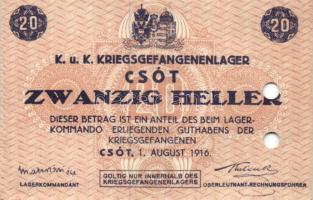 20 20
K. u. K. KRIEGSGEFANGENENLAGER
CSÓT
ZWANZIG HELLER
DIESER BETRAG IST EIN ANTEIL DES BEIM LAGER-
KOMMANDO ERLIEGENDEN GUTHABENS DER
KRIEGSGEFANGENEN
CSÓT, 1. AUGUST 1916.
LAGERKOMMANDANT
GÜLTIG NUR INNERHALB DES
KRIEGSGEFANGENENLAGERS
OBERLEUTNANT-RECHNUNGSFÜHRER